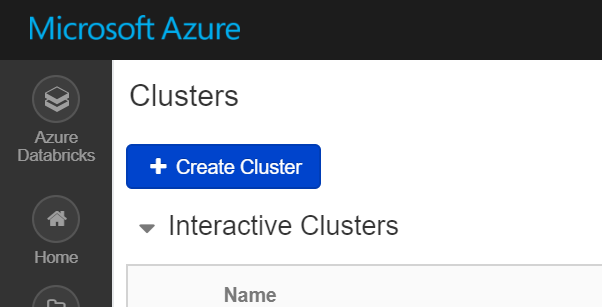 Microsoft Azure
Azure
Databricks
Home
Clusters
Create Cluster
Interactive Clusters
Name